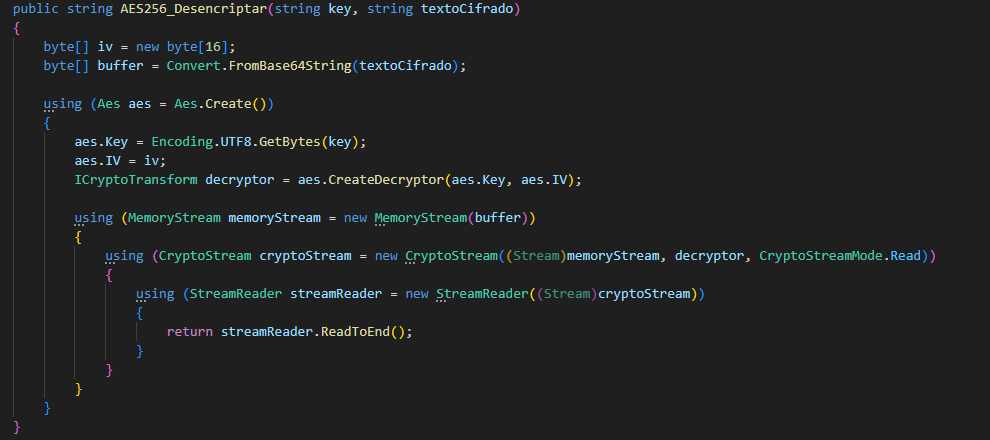 public string AES256_Desencriptar(string key, string textoCifrado)
{
    byte[] iv = new byte[16];
    byte[] buffer = Convert.FromBase64String(textoCifrado);

    using (Aes aes = Aes.Create())
    {
        aes.Key = Encoding.UTF8.GetBytes(key);
        aes.IV = iv;
        ICryptoTransform decryptor = aes.CreateDecryptor(aes.Key, aes.IV);

        using (MemoryStream memoryStream = new MemoryStream(buffer))
        {
            using (CryptoStream cryptoStream = new CryptoStream((Stream)memoryStream, decryptor, CryptoStreamMode.Read))
            {
                using (StreamReader streamReader = new StreamReader((Stream)cryptoStream))
                {
                    return streamReader.ReadToEnd();
                }
            }
        }
    }
}